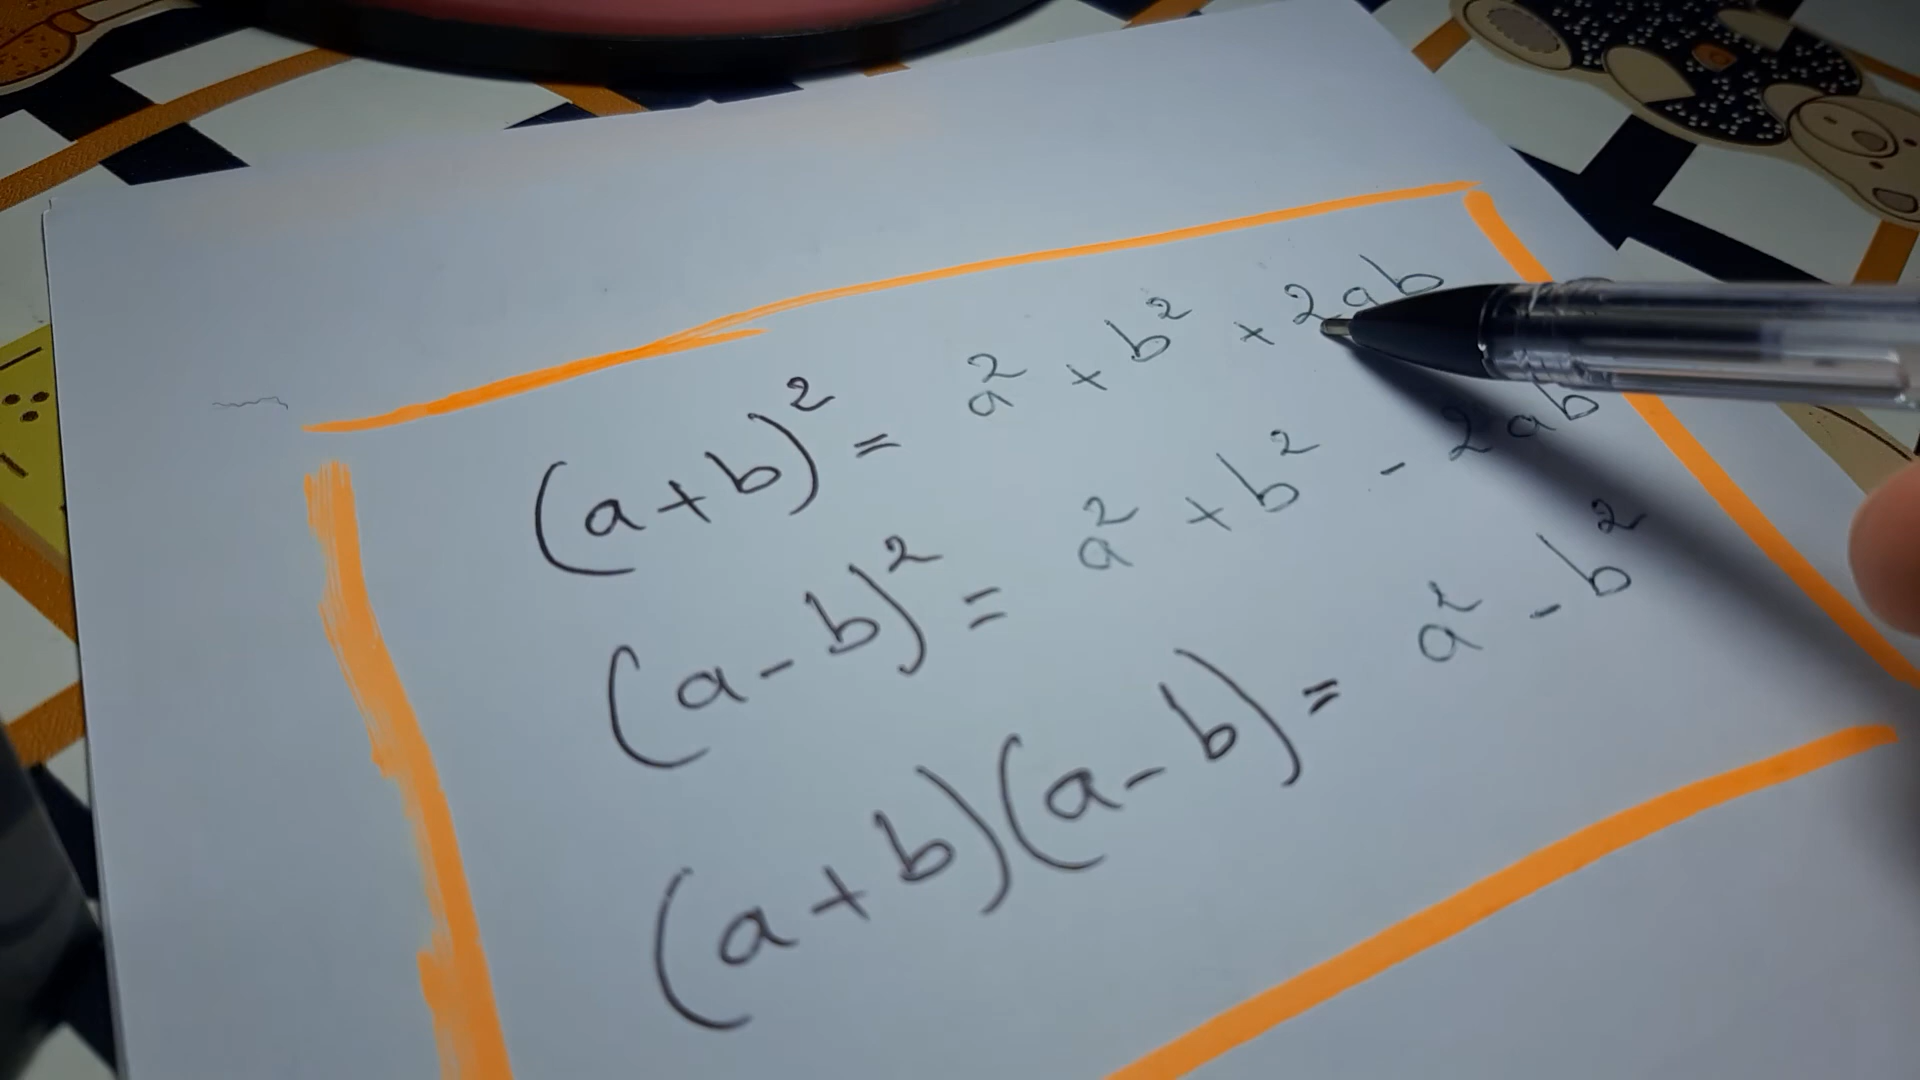 (a+b)² = a² + b² + 2ab
(a-b)² = a² + b² - 2ab
(a+b)(a-b) = a² - b²